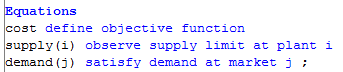 Equations
cost define objective function
supply(i) observe supply limit at plant i
demand(j) satisfy demand at market j ;